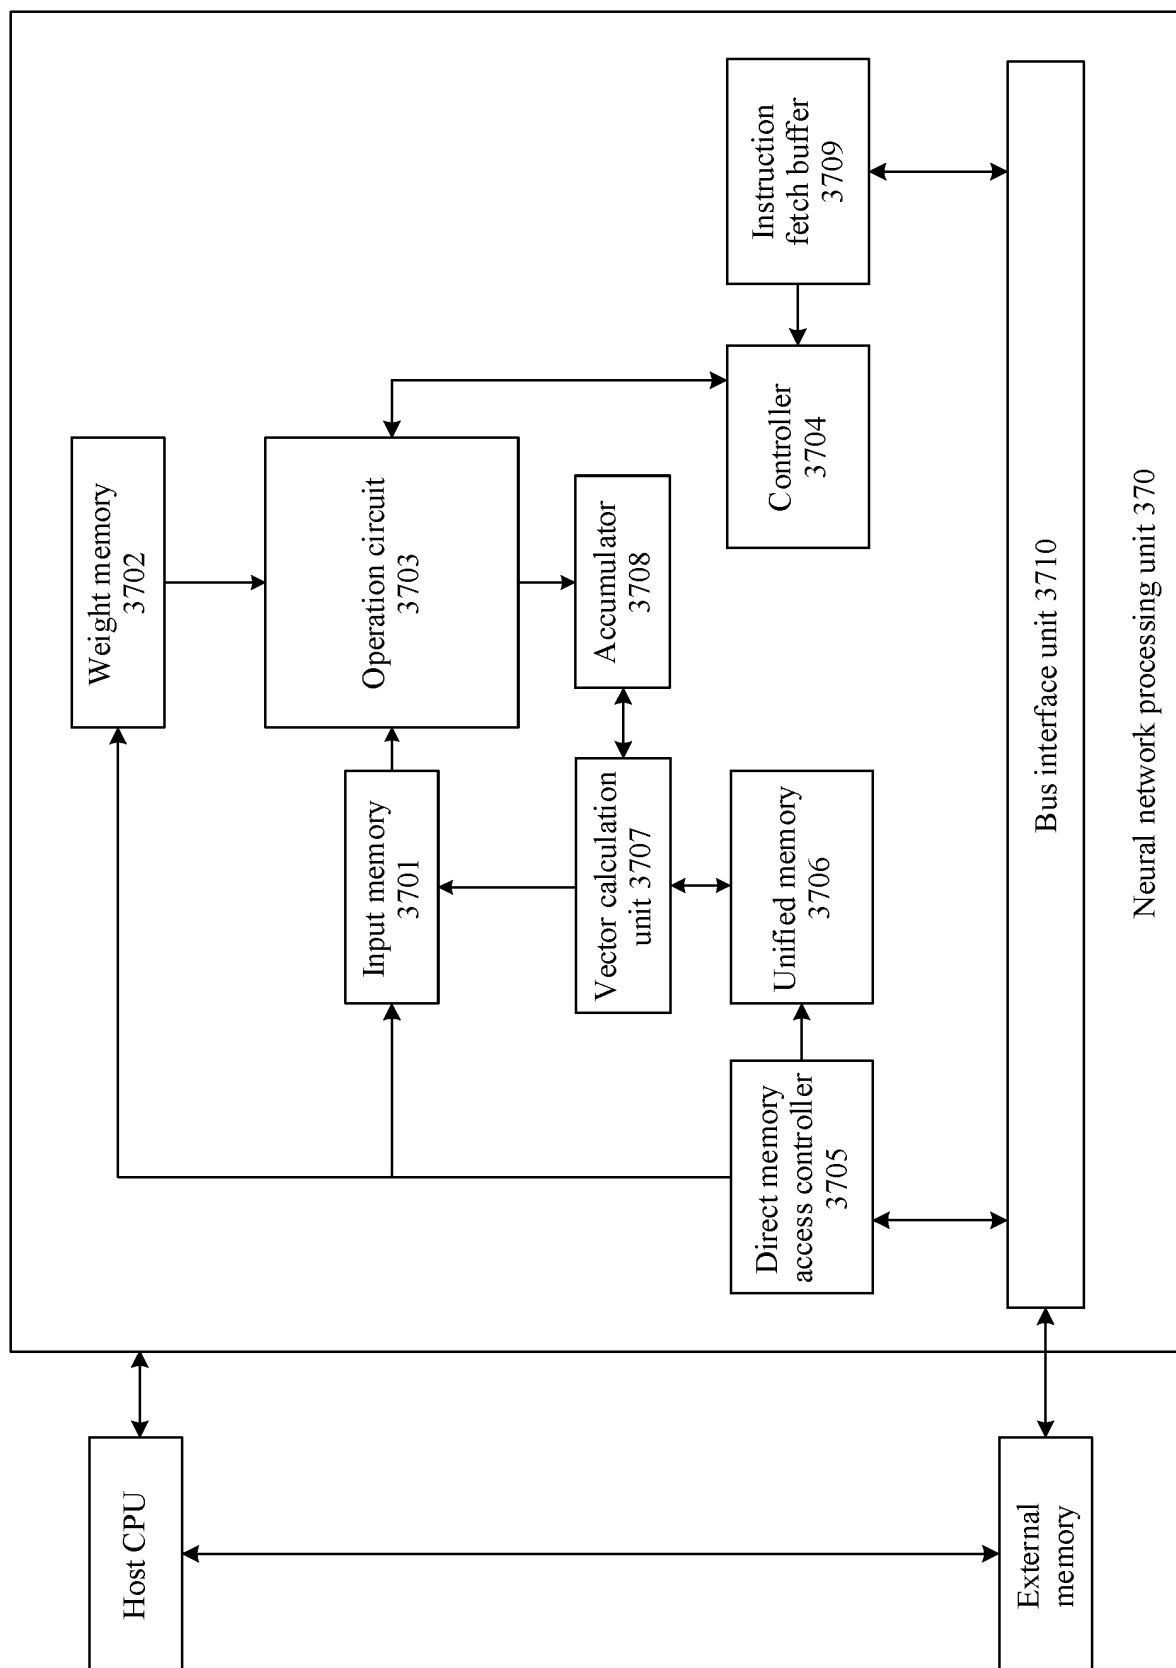 Host CPU
External
memory
Weight memory
3702
Input memory
3701
Operation circuit
3703
Vector calculation
unit 3707
Accumulator
3708
Direct memory
access controller
3705
Unified memory
3706
Controller
3704
Instruction
fetch buffer
3709
Bus interface unit 3710
Neural network processing unit 370